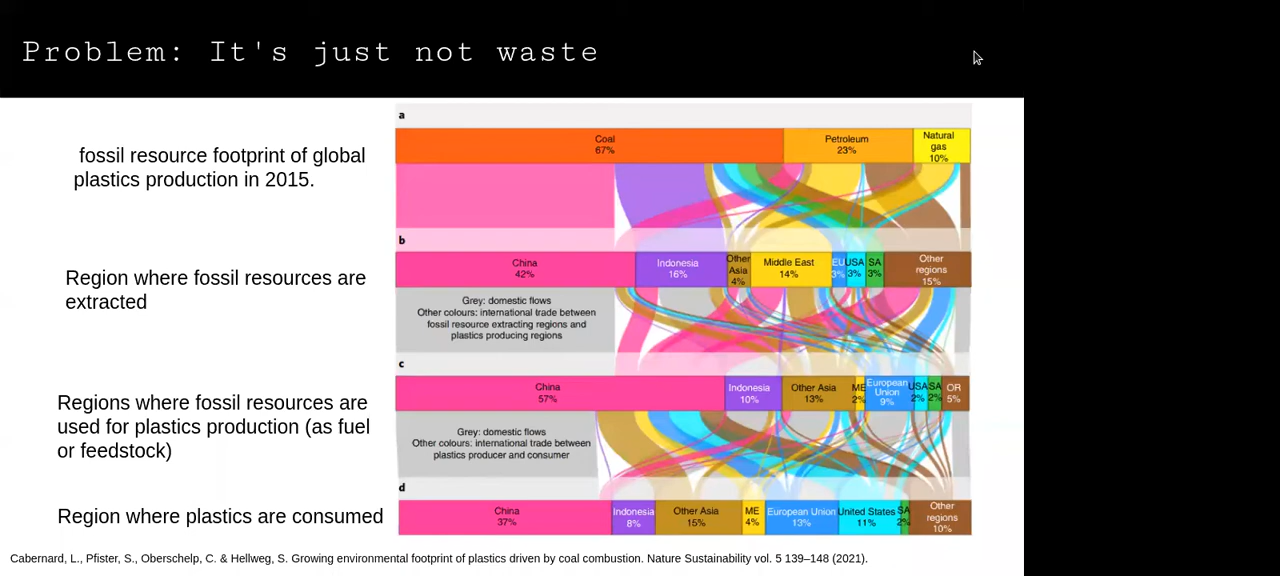 Problem: It's just not waste
fossil resource footprint of global
plastics production in 2015.
Region where fossil resources are
extracted
Regions where fossil resources are
used for plastics production (as fuel
or feedstock)
Region where plastics are consumed
a
Coal
67%
Petroleum
23%
Natural
gas
10%
b
China
42%
Indonesia
16%
Other
Asia
4%
Middle East
14%
EU
3%
USA
3%
SA
3%
Other
regions
15%
Grey: domestic flows
Other colours: international trade between
fossil resource extracting regions and
plastics producing regions
c
China
57%
Indonesia
10%
Other Asia
13%
ME
2%
European
Union
9%
USA
2%
SA
2%
OR
5%
Grey: domestic flows
Other colours: international trade between
plastics producer and consumer
d
China
37%
Indonesia
8%
Other Asia
15%
ME
4%
European Union
13%
United States
11%
SA
2%
Other
regions
10%
Cabernard, L., Pfister, S., Oberschelp, C. & Hellweg, S. Growing environmental footprint of plastics driven by coal combustion. Nature Sustainability vol. 5 139–148 (2021).